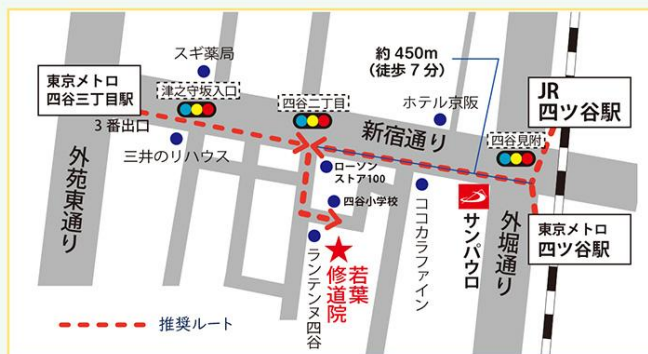 スギ薬局
東京メトロ
四谷三丁目駅
3番出口
津之守坂入口
三井のリハウス
外苑東通り
四谷二丁目
ローソン
ストア100
四谷小学校
ランテンヌ四谷
若葉
修道院
新宿通り
ホテル京阪
約450m
(徒歩7分)
ココカラファイン
サンパウロ
四谷見附
外堀通り
JR
四ツ谷駅
東京メトロ
四ツ谷駅
推奨ルート